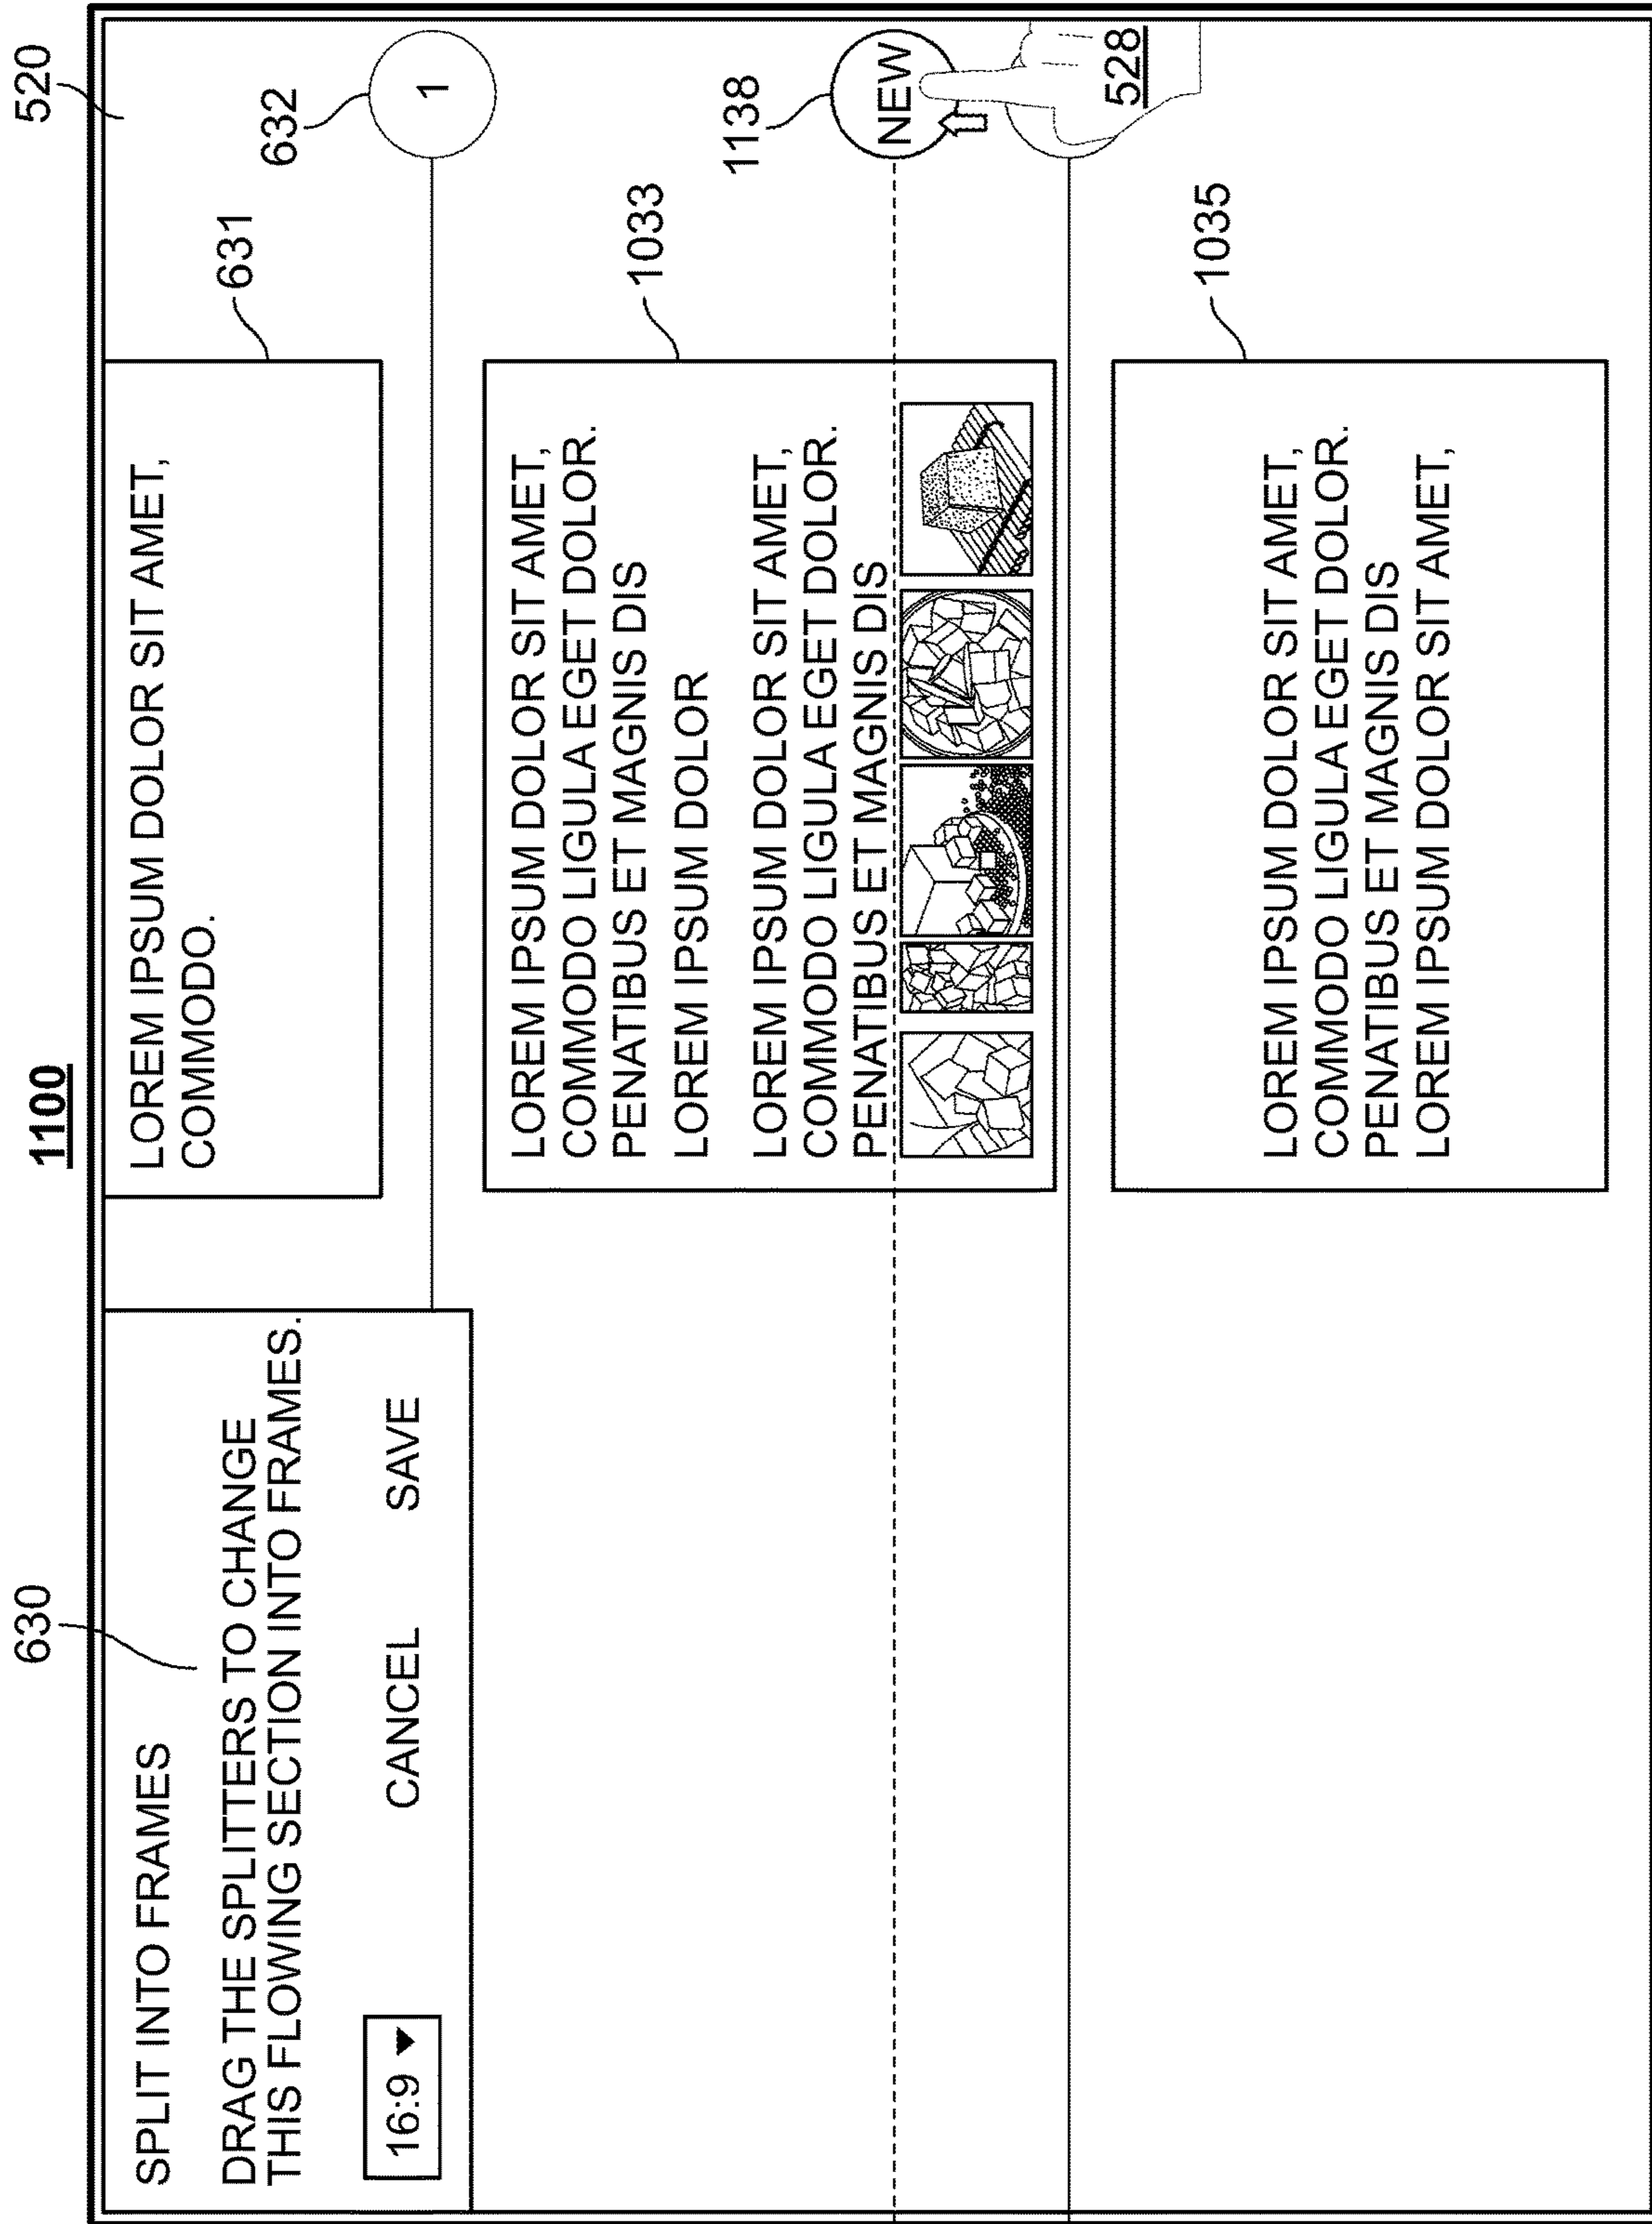 1100
520
630
SPLIT INTO FRAMES
DRAG THE SPLITTERS TO CHANGE
THIS FLOWING SECTION INTO FRAMES.
16:9
CANCEL
SAVE
LOREM IPSUM DOLOR SIT AMET,
COMMODO.
631
632
1
LOREM IPSUM DOLOR SIT AMET,
COMMODO LIGULA EGET DOLOR.
PENATIBUS ET MAGNIS DIS
LOREM IPSUM DOLOR
LOREM IPSUM DOLOR SIT AMET,
COMMODO LIGULA EGET DOLOR.
PENATIBUS ET MAGNIS DIS
1033
1138
NEW
528
LOREM IPSUM DOLOR SIT AMET,
COMMODO LIGULA EGET DOLOR.
PENATIBUS ET MAGNIS DIS
LOREM IPSUM DOLOR SIT AMET,
1035